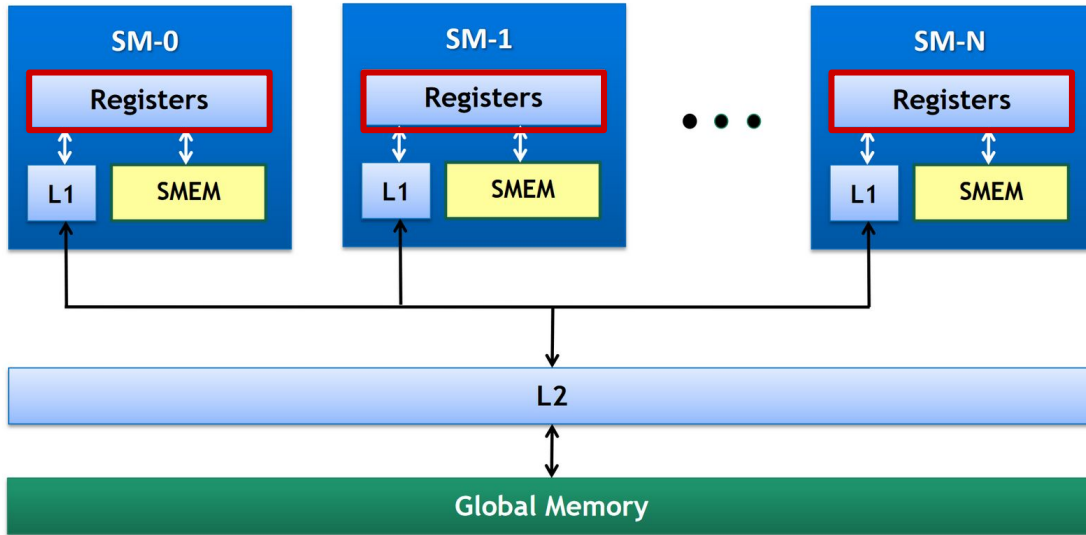 SM-0
Registers
L1
SMEM
SM-1
Registers
L1
SMEM
SM-N
Registers
L1
SMEM
L2
Global Memory